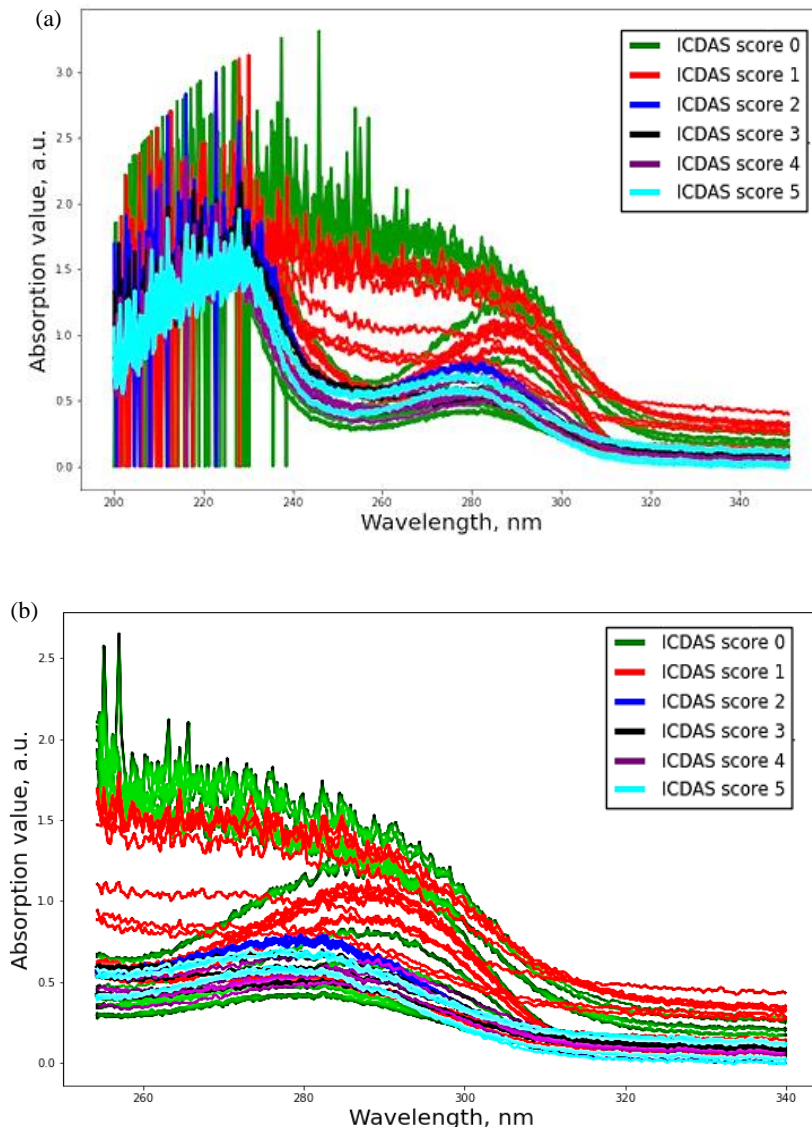 (a)
ICDAS score 0
ICDAS score 1
ICDAS score 2
ICDAS score 3
ICDAS score 4
ICDAS score 5
Absorption value, a.u.
3.0
2.5
2.0
1.5
1.0
0.5
0.0
200 220 240 260 280 300 320 340
Wavelength, nm
(b)
ICDAS score 0
ICDAS score 1
ICDAS score 2
ICDAS score 3
ICDAS score 4
ICDAS score 5
Absorption value, a.u.
2.5
2.0
1.5
1.0
0.5
0.0
260 280 300 320 340
Wavelength, nm